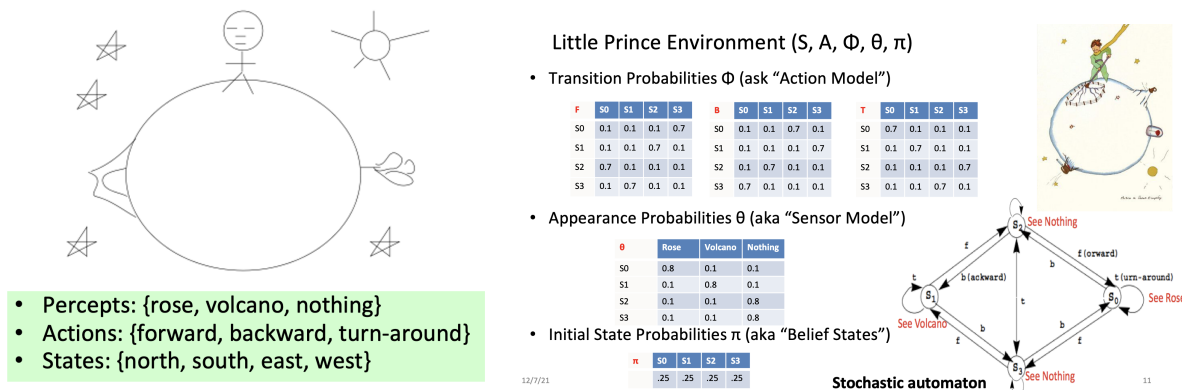 • Percepts: {rose, volcano, nothing}
• Actions: {forward, backward, turn-around}
• States: {north, south, east, west}
Little Prince Environment (S, A, Φ, θ, π)
• Transition Probabilities Φ (ask “Action Model”)
F S0 S1 S2 S3
S0 0.1 0.1 0.1 0.7
S1 0.1 0.1 0.7 0.1
S2 0.7 0.1 0.1 0.1
S3 0.1 0.7 0.1 0.1
B S0 S1 S2 S3
S0 0.1 0.1 0.7 0.1
S1 0.1 0.1 0.1 0.7
S2 0.1 0.7 0.1 0.1
S3 0.7 0.1 0.1 0.1
T S0 S1 S2 S3
S0 0.7 0.1 0.1 0.1
S1 0.1 0.7 0.1 0.1
S2 0.1 0.1 0.1 0.7
S3 0.1 0.1 0.7 0.1
• Appearance Probabilities θ (aka “Sensor Model”)
θ Rose Volcano Nothing
S0 0.8 0.1 0.1
S1 0.1 0.8 0.1
S2 0.1 0.1 0.8
S3 0.1 0.1 0.8
• Initial State Probabilities π (aka “Belief States”)
π S0 S1 S2 S3
.25 .25 .25 .25
S2 See Nothing
f
f(orward)
b(ackward)
b
t
t(urn-around)
S1
t
S0
See Rose
See Volcano
b
b
f
f
S3
See Nothing
12/7/21
Stochastic automaton
11